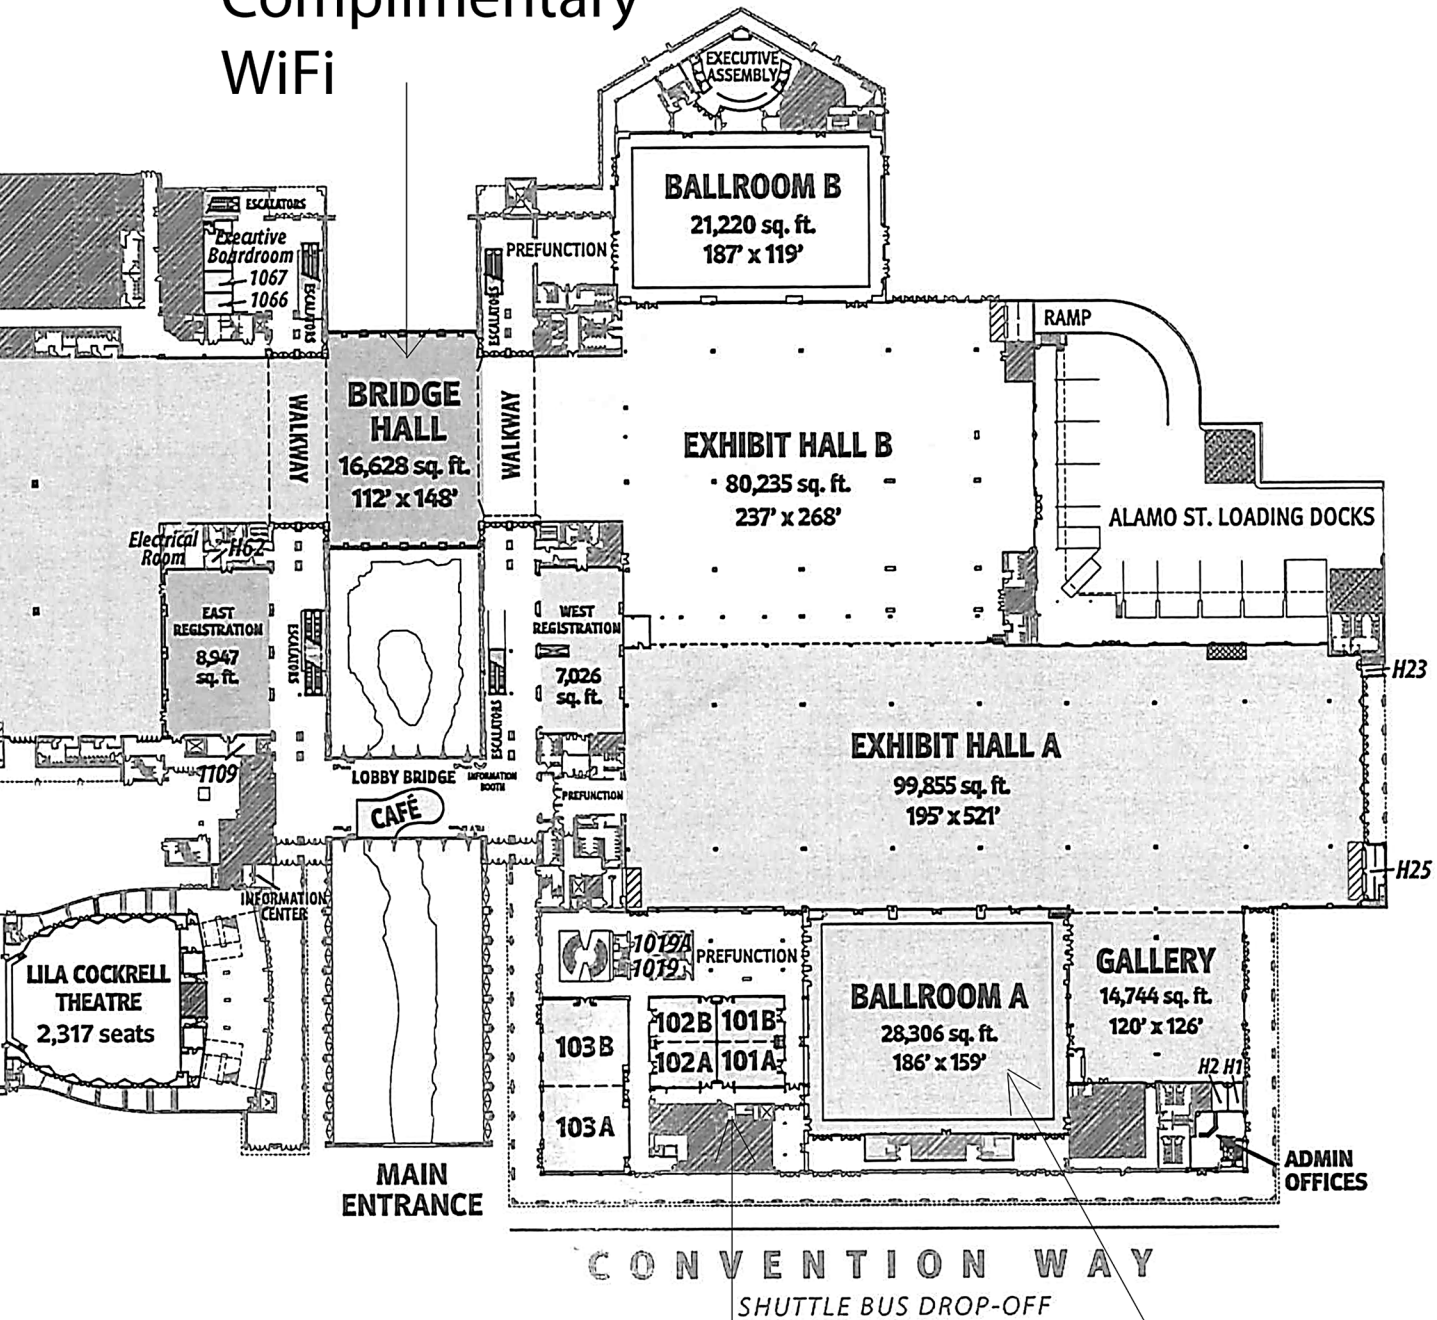 Complimentary
WiFi
EXECUTIVE
ASSEMBLY
BALLROOM B
21,220 sq. ft.
187' x 119'
ESCALATORS
Executive
Boardroom
1067
1066
ESCALATORS
PREFUNCTION
ESCALATORS
RAMP
BRIDGE
HALL
16,628 sq. ft.
112' x 148'
WALKWAY
WALKWAY
EXHIBIT HALL B
80,235 sq. ft.
237' x 268'
ALAMO ST. LOADING DOCKS
Electrical
Room
H62
EAST
REGISTRATION
8,947
sq. ft.
ESCALATORS
WEST
REGISTRATION
7,026
sq. ft.
ESCALATORS
H23
EXHIBIT HALL A
99,855 sq. ft.
195' x 521'
1109
LOBBY BRIDGE
INFORMATION
BOOTH
CAFÉ
PREFUNCTION
H25
INFORMATION
CENTER
LILA COCKRELL
THEATRE
2,317 seats
1019A
1019
PREFUNCTION
BALLROOM A
28,306 sq. ft.
186' x 159'
GALLERY
14,744 sq. ft.
120' x 126'
H2 H1
103B
102B 101B
102A 101A
103A
MAIN
ENTRANCE
ADMIN
OFFICES
CONVENTION WAY
SHUTTLE BUS DROP-OFF